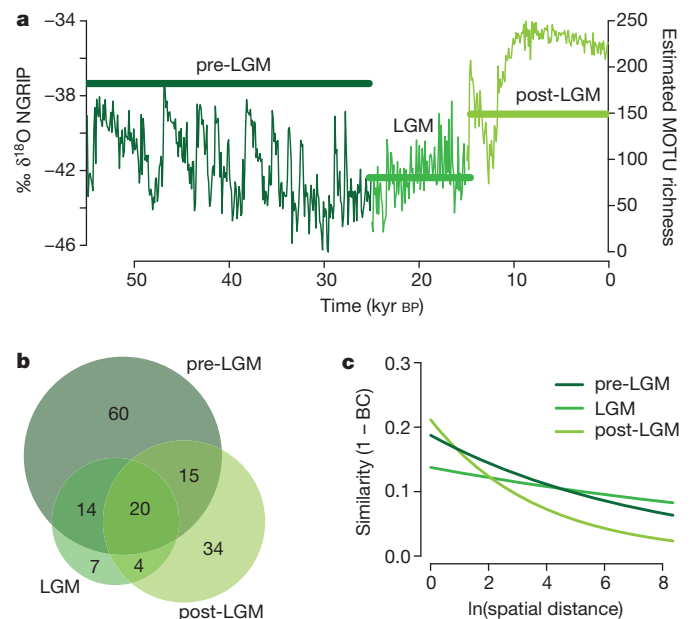 a
−34
−38
−42
−46
‰ δ18O NGRIP
pre-LGM
LGM
post-LGM
250
200
150
100
50
0
Estimated MOTU richness
50
40
30
20
10
0
Time (kyr BP)
b
pre-LGM
60
15
14
20
34
7
4
LGM
post-LGM
c
0.3
0.2
0.1
0.0
Similarity (1 − BC)
pre-LGM
LGM
post-LGM
0
2
4
6
8
ln(spatial distance)